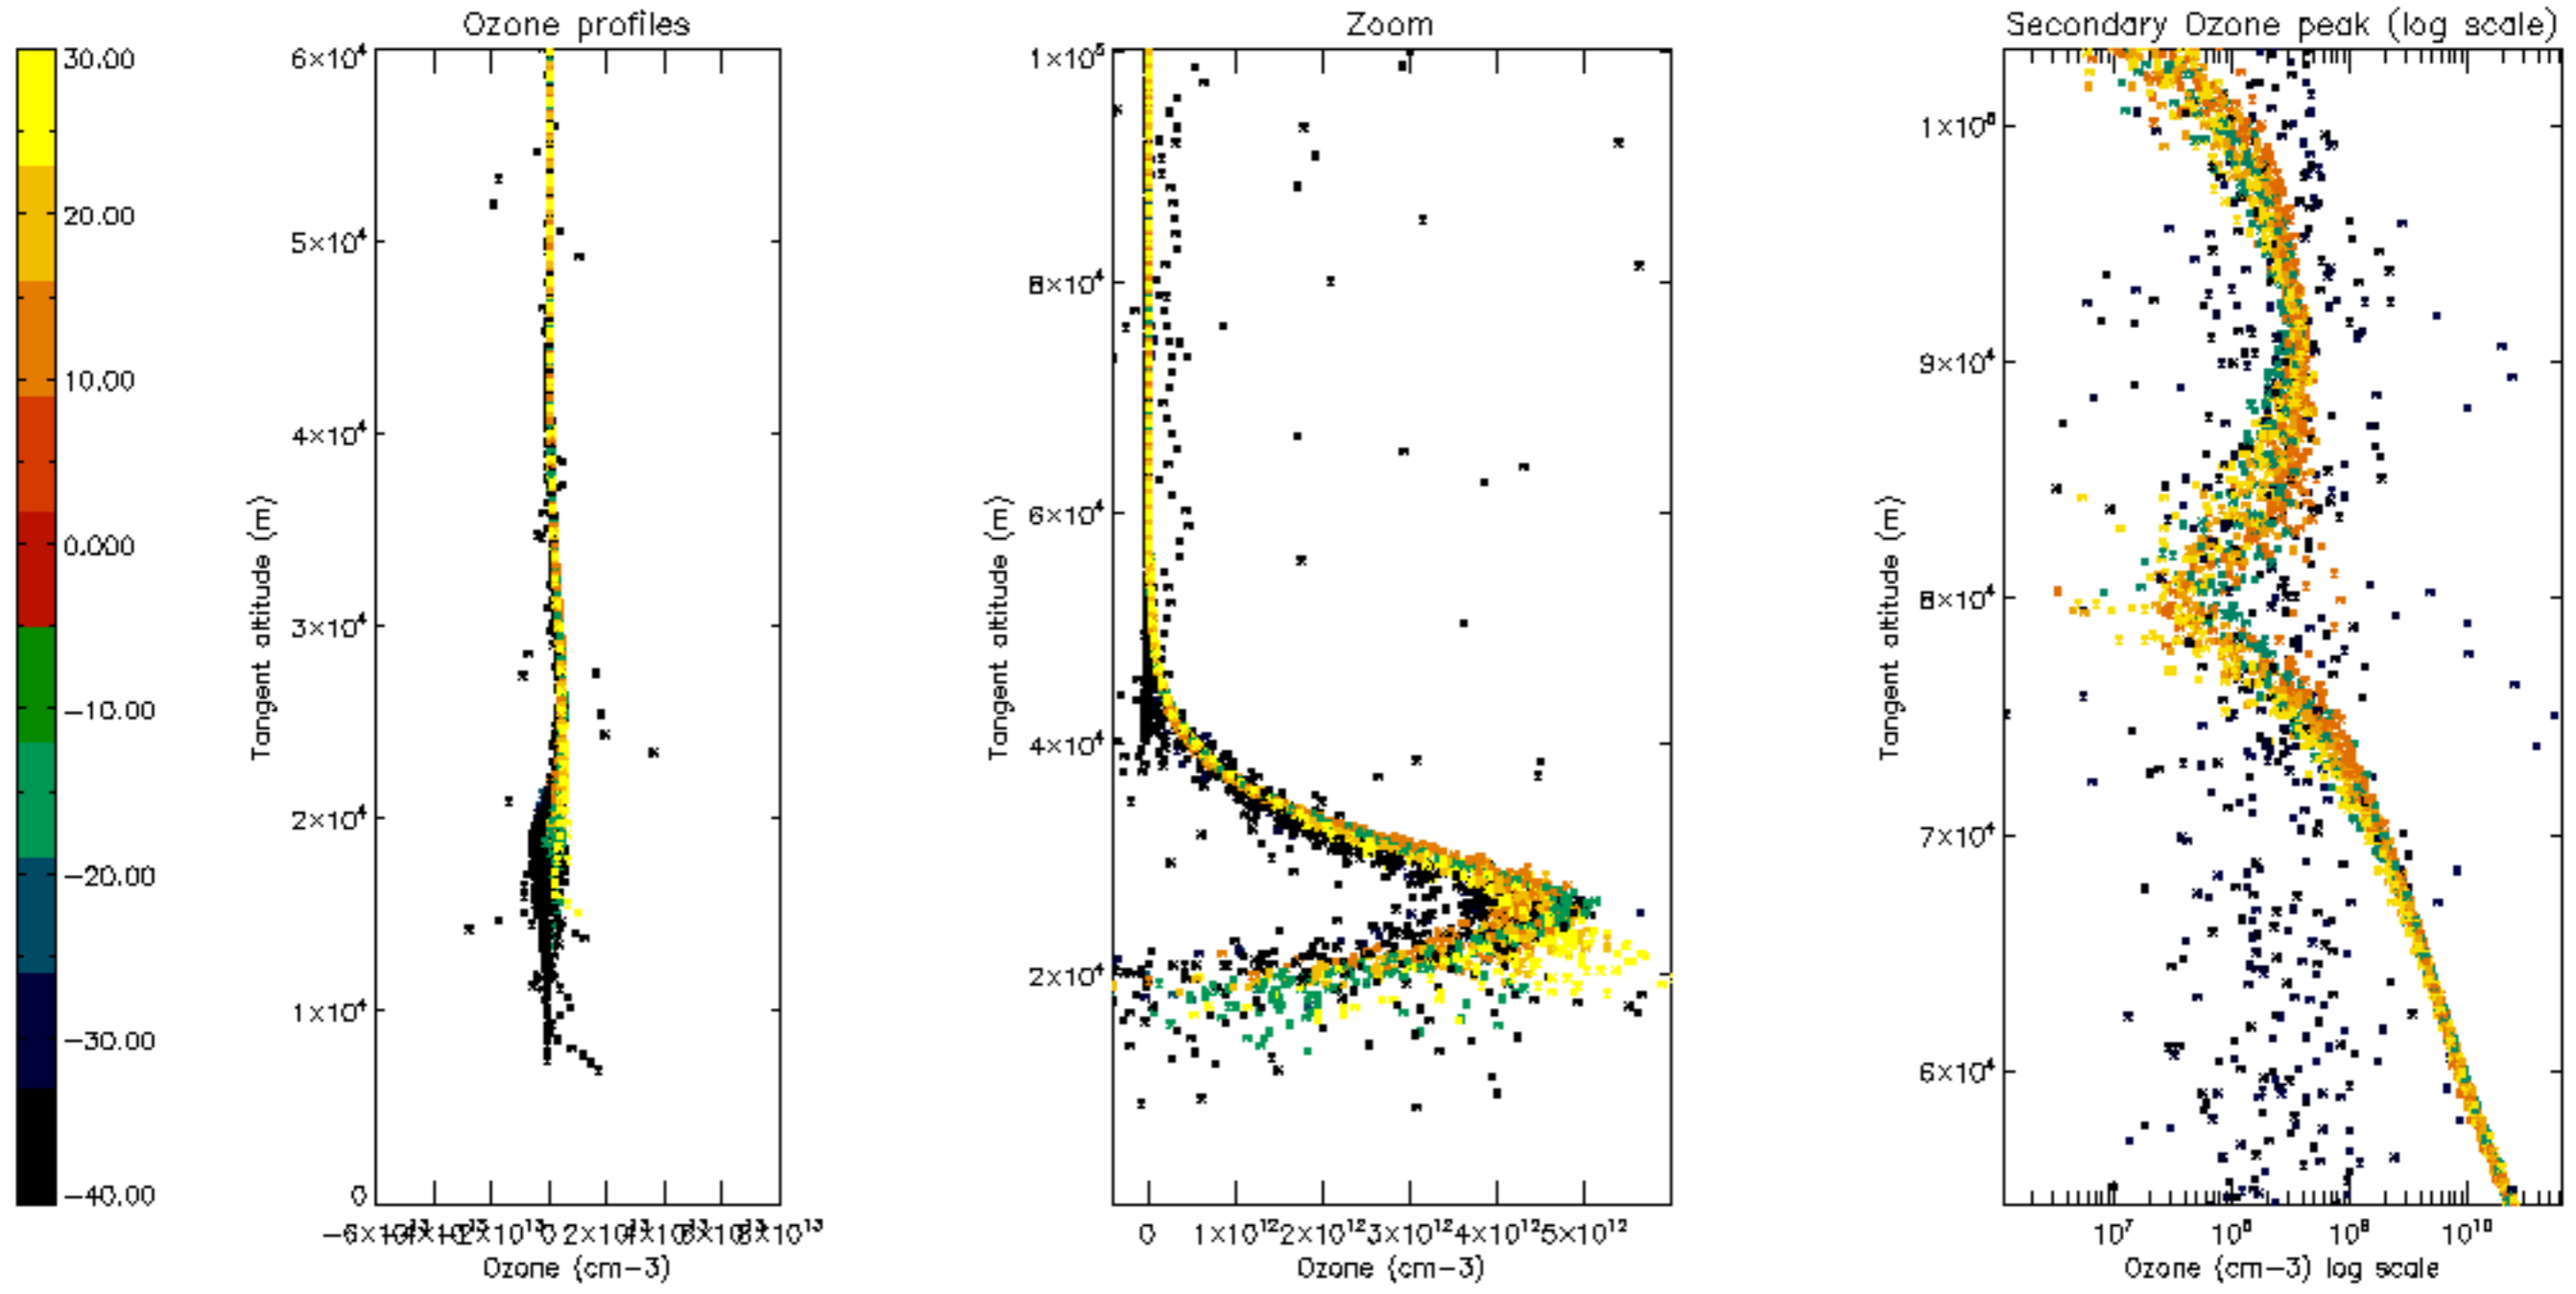 Ozone profiles
Zoom
Secondary Ozone peak (log scale)
30.00
20.00
10.00
0.000
-10.00
-20.00
-30.00
-40.00
6×10⁴
5×10⁴
4×10⁴
3×10⁴
2×10⁴
1×10⁴
0
Tangent altitude (m)
Ozone (cm-3)
1×10⁵
8×10⁴
6×10⁴
4×10⁴
2×10⁴
Tangent altitude (m)
0 1×10¹² 2×10¹² 3×10¹² 4×10¹² 5×10¹²
Ozone (cm-3)
1×10⁵
9×10⁴
8×10⁴
7×10⁴
6×10⁴
Tangent altitude (m)
10⁷ 10⁸ 10⁹ 10¹⁰
Ozone (cm-3) log scale